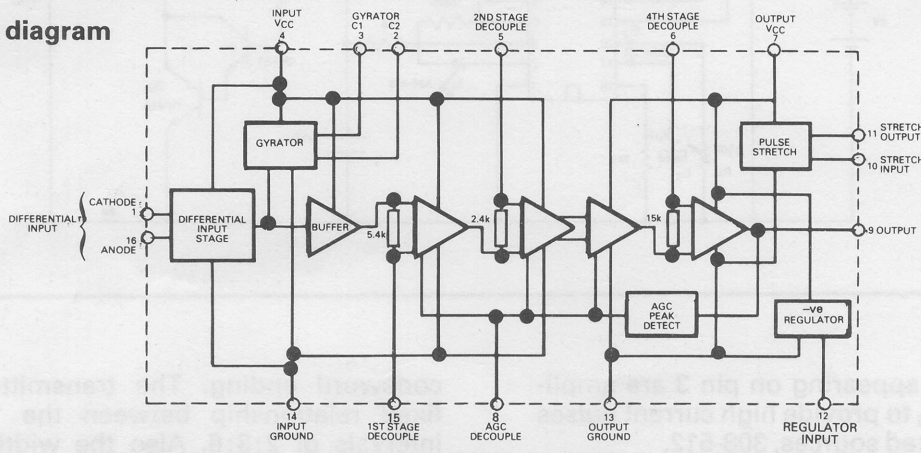 diagram
INPUT
VCC
4
GYRATOR
C1 C2
3 2
2ND STAGE
DECOUPLE
5
4TH STAGE
DECOUPLE
6
OUTPUT
VCC
7
GYRATOR
PULSE
STRETCH
11 STRETCH
OUTPUT
10 STRETCH
INPUT
DIFFERENTIAL
INPUT
CATHODE
1
16
ANODE
DIFFERENTIAL
INPUT
STAGE
BUFFER
5.4k
2.4k
15k
9 OUTPUT
AGC
PEAK
DETECT
-ve
REGULATOR
14
INPUT
GROUND
15
1ST STAGE
DECOUPLE
8
AGC
DECOUPLE
13
OUTPUT
GROUND
12
REGULATOR
INPUT